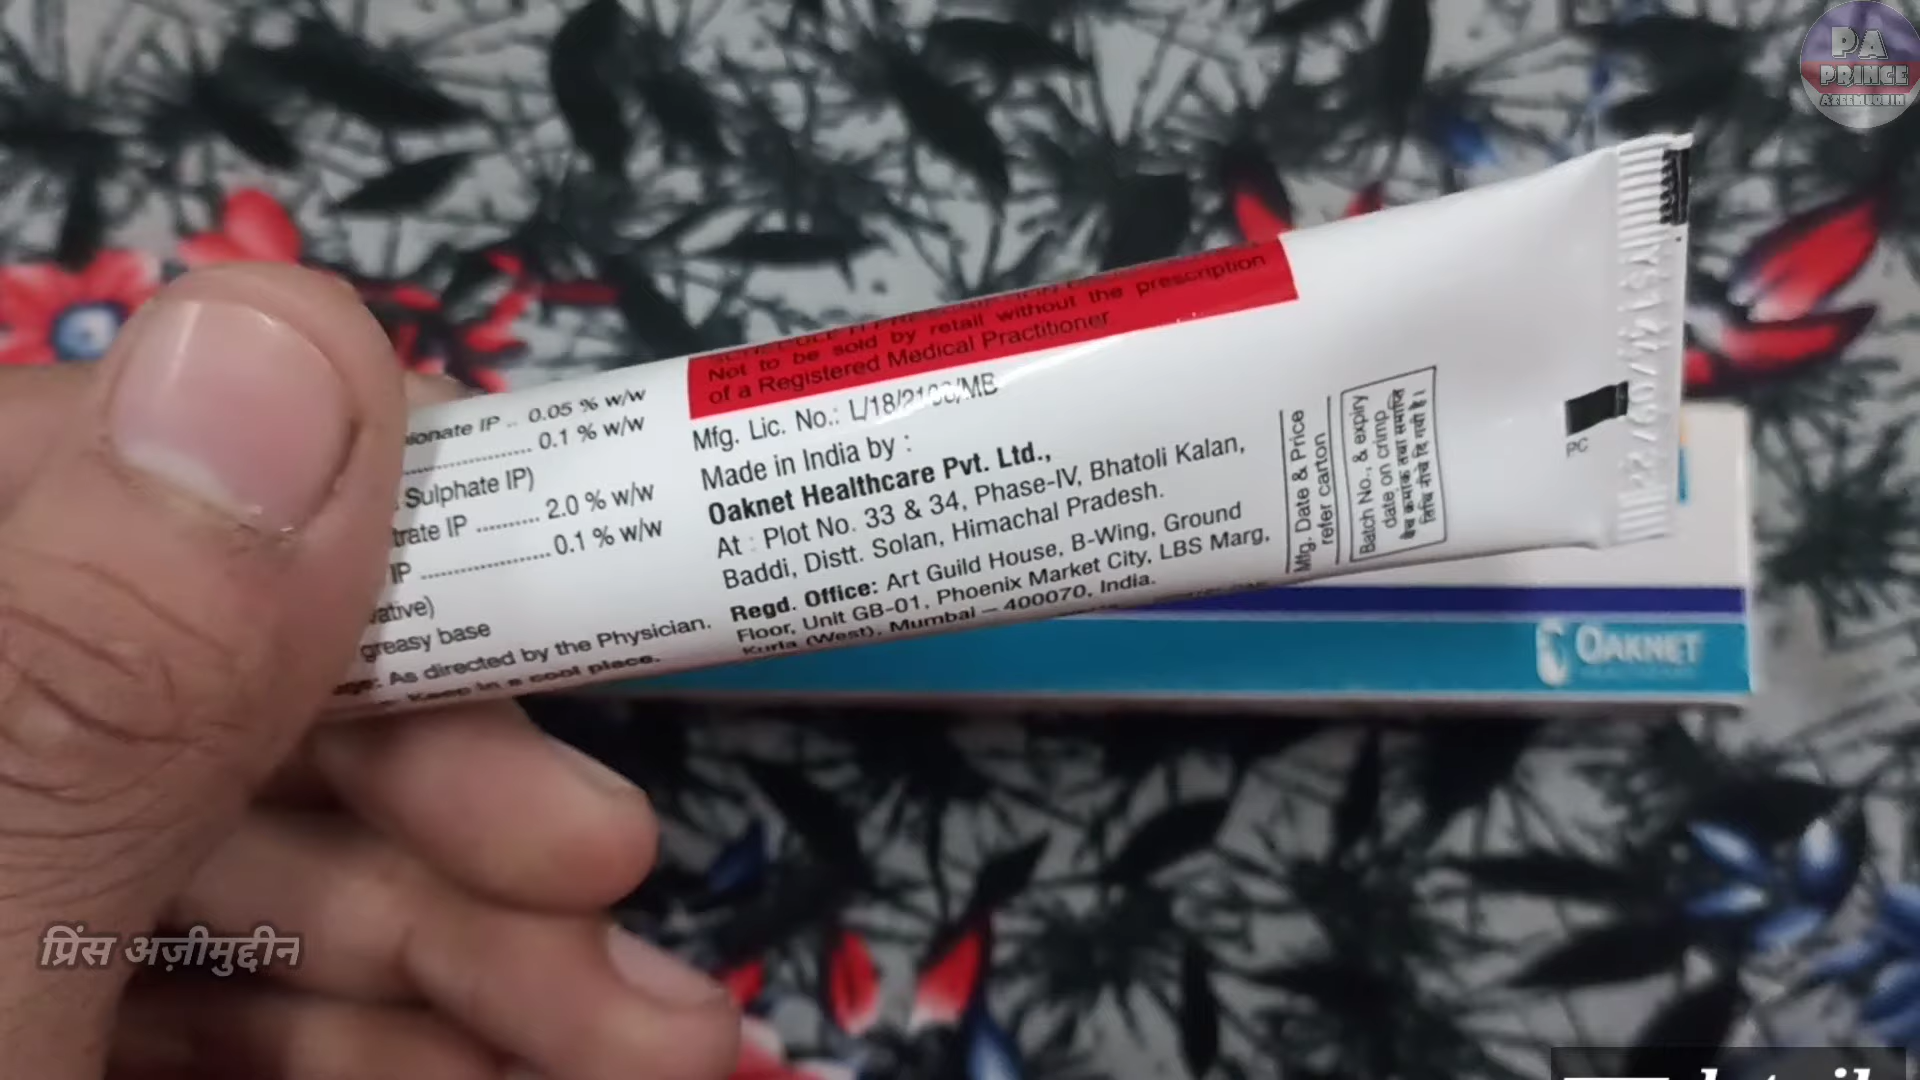 PA
PRINCE
AZEEMUDDIN
Not to be sold by retail without the prescription
of a Registered Medical Practitioner
ionate IP .. 0.05 % w/w
0.1 % w/w
Sulphate IP)
trate IP .......... 2.0 % w/w
IP ..................0.1 % w/w
vative)
greasy base
As directed by the Physician.
Keep in a cool place.
Mfg. Lic. No.:
Made in India by :
Oaknet Healthcare Pvt. Ltd.,
At : Plot No. 33 & 34, Phase-IV, Bhatoli Kalan,
Baddi, Distt. Solan, Himachal Pradesh.
Regd. Office: Art Guild House, B-Wing, Ground
Floor, Unit GB-01, Phoenix Market City, LBS Marg,
Kurla (West), Mumbai – 400070, India.
Mfg. Date & Price
refer carton
Batch No., & expiry
date on crimp
PC
OAKNET
प्रिंस अज़ीमुद्दीन